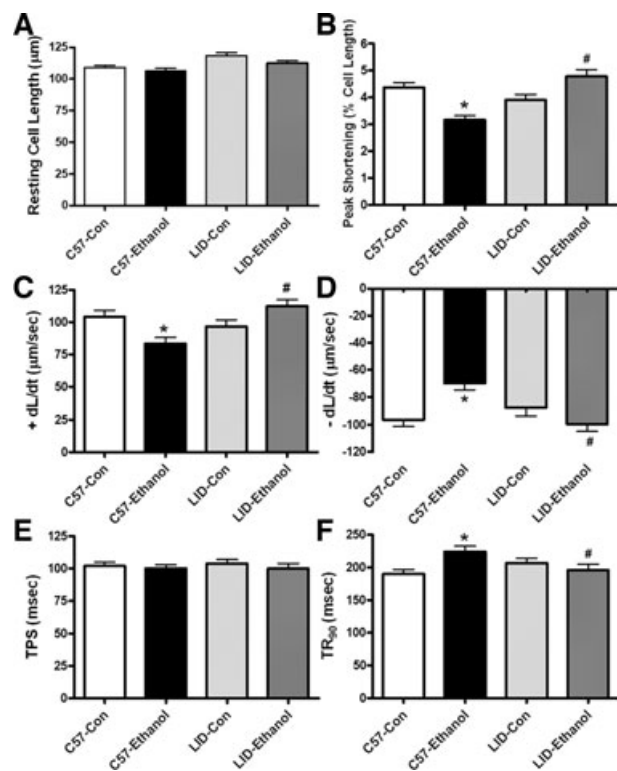 A
Resting Cell Length (µm)
125
100
75
50
25
0
C57-Con
C57-Ethanol
LID-Con
LID-Ethanol
B
Peak Shortening (% Cell Length)
6
5
4
3
2
1
0
*
#
C57-Con
C57-Ethanol
LID-Con
LID-Ethanol
C
+ dL/dt (µm/sec)
125
100
75
50
25
0
*
#
C57-Con
C57-Ethanol
LID-Con
LID-Ethanol
D
- dL/dt (µm/sec)
0
-20
-40
-60
-80
-100
-120
*
#
C57-Con
C57-Ethanol
LID-Con
LID-Ethanol
E
TPS (msec)
125
100
75
50
25
0
C57-Con
C57-Ethanol
LID-Con
LID-Ethanol
F
TR90 (msec)
250
200
150
100
50
0
*
#
C57-Con
C57-Ethanol
LID-Con
LID-Ethanol